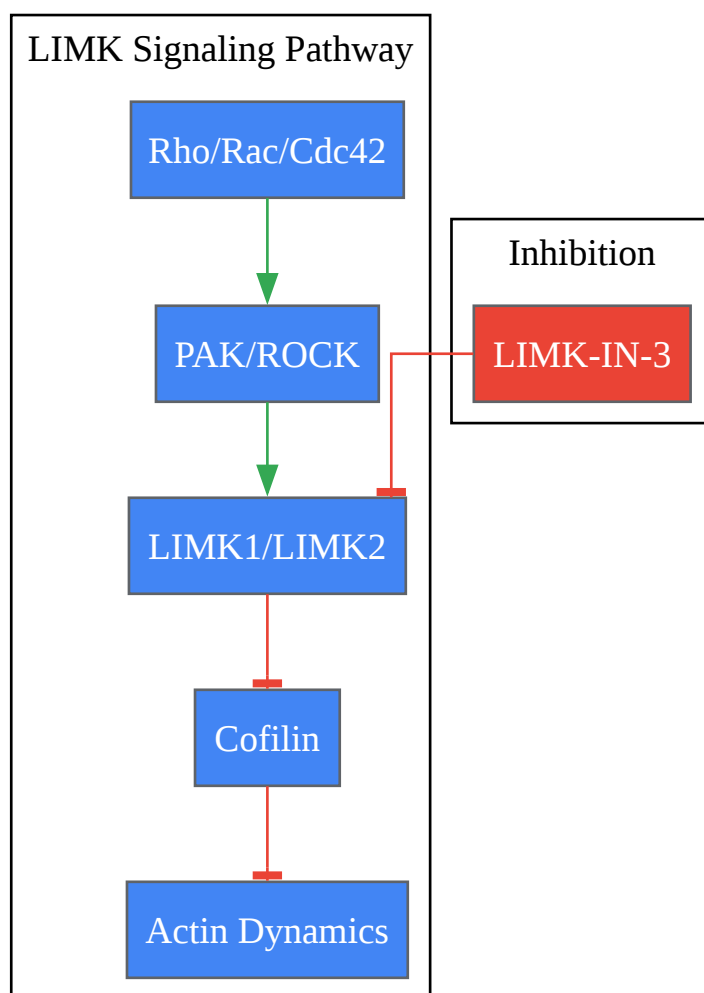 LIMK Signaling Pathway
Rho/Rac/Cdc42
Inhibition
PAK/ROCK
LIMK-IN-3
LIMK1/LIMK2
Cofilin
Actin Dynamics